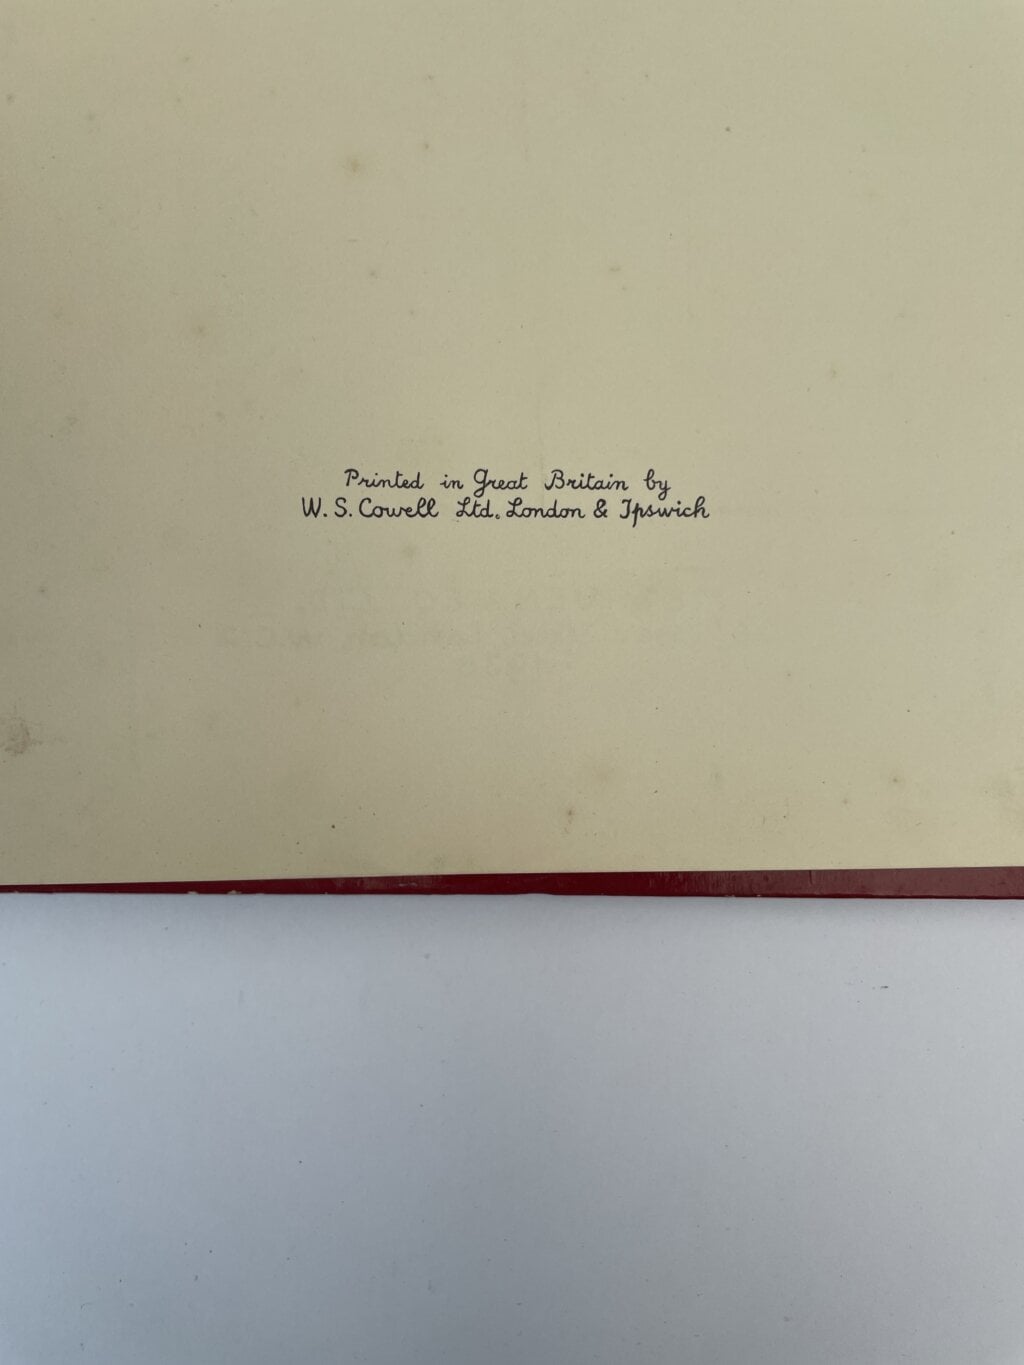 Printed in Great Britain by
W. S. Cowell Ltd. London & Ipswich